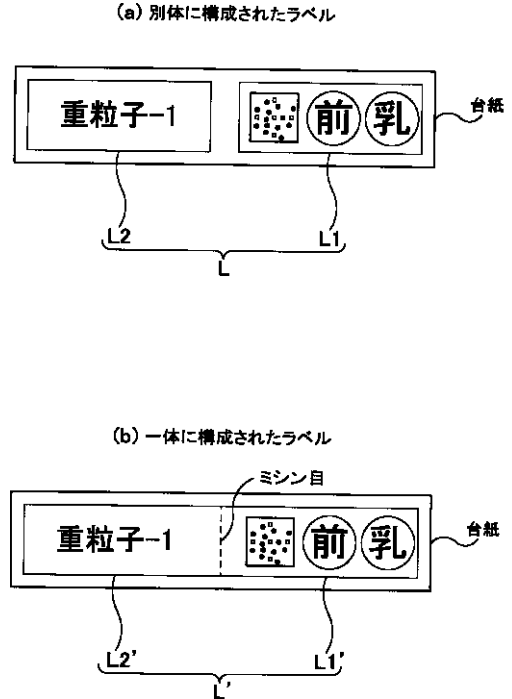 (a) 別体に構成されたラベル
重粒子-1 前 乳
台紙
L2 L1
L
(b) 一体に構成されたラベル
ミシン目
重粒子-1 前 乳
台紙
L2' L1'
L'